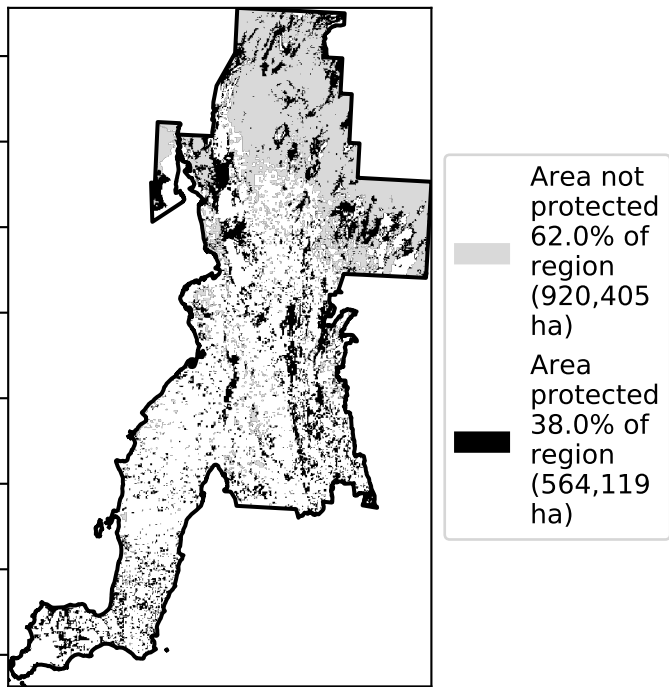 Area not
protected
62.0% of
region
(920,405
ha)
Area
protected
38.0% of
region
(564,119
ha)